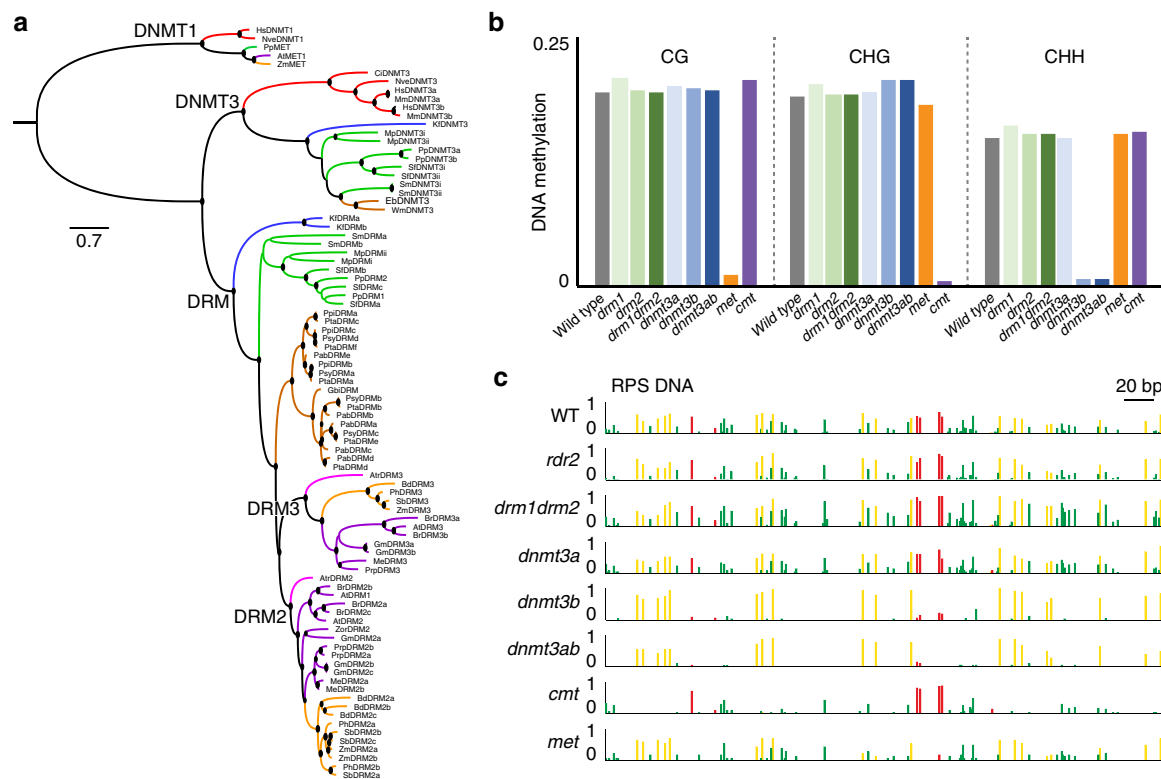 a
DNMT1
HsDNMT1
NveDNMT1
PpMET
AtMET1
ZmMET
DNMT3
CiDNMT3
NveDNMT3
HsDNMT3a
MmDNMT3a
HsDNMT3b
MmDNMT3b
KfDNMT3
MpDNMT3i
MpDNMT3ii
PpDNMT3a
PpDNMT3b
SfDNMT3i
SfDNMT3ii
SmDNMT3i
SmDNMT3ii
EbDNMT3
WmDNMT3
0.7
DRM
KfDRMa
KfDRMb
SmDRMa
SmDRMb
MpDRMii
MpDRMi
SfDRMb
PpDRM2
SfDRMc
PpDRM1
SfDRMa
PpiDRMa
PtaDRMc
PpiDRMc
PsyDRMd
PtaDRMf
PabDRMe
PpiDRMb
PsyDRMa
PtaDRMa
GbiDRM
PsyDRMb
PtaDRMb
PabDRMb
PabDRMa
PsyDRMc
PtaDRMe
PabDRMc
PabDRMd
PtaDRMd
DRM3
AtrDRM3
BdDRM3
PhDRM3
SbDRM3
ZmDRM3
BrDRM3a
AtDRM3
BrDRM3b
GmDRM3a
GmDRM3b
MeDRM3
PrpDRM3
DRM2
AtrDRM2
BrDRM2b
AtDRM1
BrDRM2a
BrDRM2c
AtDRM2
ZorDRM2
GmDRM2a
PrpDRM2b
PrpDRM2a
GmDRM2b
GmDRM2c
MeDRM2a
MeDRM2b
BdDRM2a
BdDRM2b
BdDRM2c
PhDRM2a
SbDRM2b
SbDRM2c
ZmDRM2a
ZmDRM2b
PhDRM2b
SbDRM2a
b
0.25
DNA methylation
0
CG
CHG
CHH
Wild type
drm1
drm2
drm1drm2
dnmt3a
dnmt3b
dnmt3ab
met
cmt
Wild type
drm1
drm2
drm1drm2
dnmt3a
dnmt3b
dnmt3ab
met
cmt
Wild type
drm1
drm2
drm1drm2
dnmt3a
dnmt3b
dnmt3ab
met
cmt
c
RPS DNA
20 bp
WT 1 0
rdr2 1 0
drm1drm2 1 0
dnmt3a 1 0
dnmt3b 1 0
dnmt3ab 1 0
cmt 1 0
met 1 0